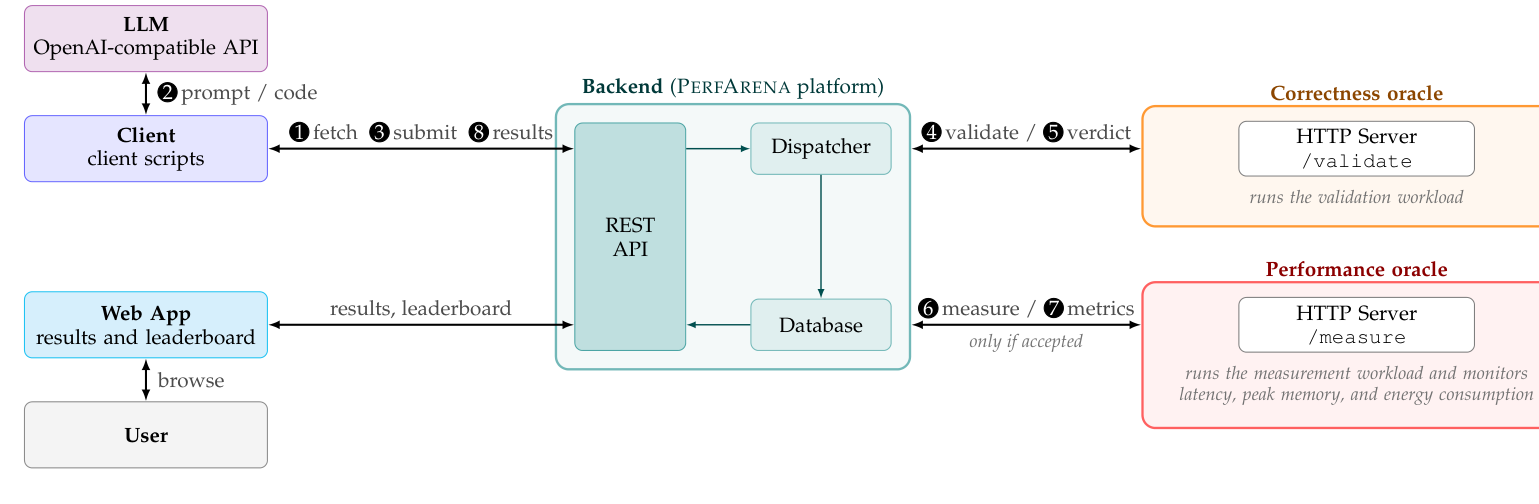 LLM
OpenAI-compatible API
❷ prompt / code
Client
client scripts
❶ fetch ❸ submit ❽ results
Backend (PERFARENA platform)
REST
API
Dispatcher
Database
❹ validate / ❺ verdict
Correctness oracle
HTTP Server
/validate
runs the validation workload
Web App
results and leaderboard
results, leaderboard
browse
User
❻ measure / ❼ metrics
only if accepted
Performance oracle
HTTP Server
/measure
runs the measurement workload and monitors
latency, peak memory, and energy consumption